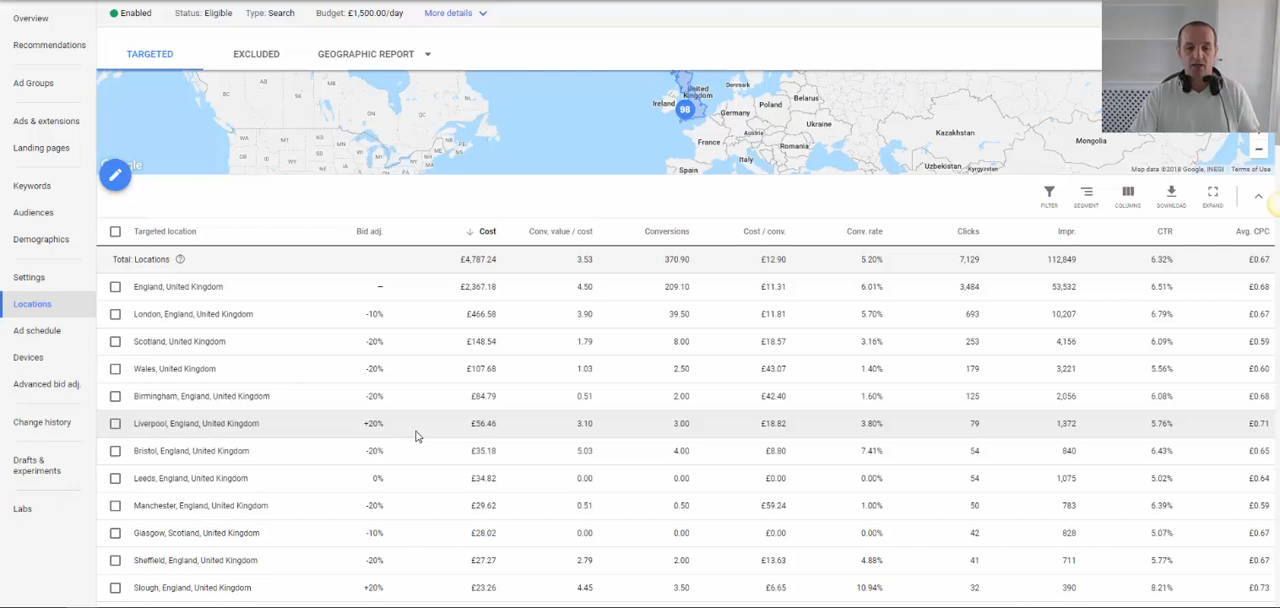 Overview
Recommendations
Ad Groups
Ads & extensions
Landing pages
Keywords
Audiences
Demographics
Settings
Locations
Ad schedule
Devices
Advanced bid adj.
Change history
Drafts &
experiments
Labs
Enabled Status: Eligible Type: Search Budget: £1,500.00/day More details
TARGETED EXCLUDED GEOGRAPHIC REPORT
AB MB ON QC NB NS BC SK
United
Kingdom
Ireland
98
Denmark
Belarus
Poland
Germany
Ukraine
Austria
France
Romania
Italy
Spain
Kazakhstan
Mongolia
Uzbekistan
Kyrgyzstan
WA MT ND
Google
Map data ©2018 Google, INEGI Terms of Use
FILTER SEGMENT COLUMNS DOWNLOAD EXPAND
Targeted location Bid adj. Cost Conv. value / cost Conversions Cost / conv. Conv. rate Clicks Impr. CTR Avg. CPC
Total: Locations £4,787.24 3.53 370.90 £12.90 5.20% 7,129 112,849 6.32% £0.67
England, United Kingdom – £2,367.18 4.50 209.10 £11.31 6.01% 3,484 53,532 6.51% £0.68
London, England, United Kingdom -10% £466.58 3.90 39.50 £11.81 5.70% 693 10,207 6.79% £0.67
Scotland, United Kingdom -20% £148.54 1.79 8.00 £18.57 3.16% 253 4,156 6.09% £0.59
Wales, United Kingdom -20% £107.68 1.03 2.50 £43.07 1.40% 179 3,221 5.56% £0.60
Birmingham, England, United Kingdom -20% £84.79 0.51 2.00 £42.40 1.60% 125 2,056 6.08% £0.68
Liverpool, England, United Kingdom +20% £56.46 3.10 3.00 £18.82 3.80% 79 1,372 5.76% £0.71
Bristol, England, United Kingdom -20% £35.18 5.03 4.00 £8.80 7.41% 54 840 6.43% £0.65
Leeds, England, United Kingdom 0% £34.82 0.00 0.00 £0.00 0.00% 54 1,075 5.02% £0.64
Manchester, England, United Kingdom -20% £29.62 0.51 0.50 £59.24 1.00% 50 783 6.39% £0.59
Glasgow, Scotland, United Kingdom -10% £28.02 0.00 0.00 £0.00 0.00% 42 828 5.07% £0.67
Sheffield, England, United Kingdom -20% £27.27 2.79 2.00 £13.63 4.88% 41 711 5.77% £0.67
Slough, England, United Kingdom +20% £23.26 4.45 3.50 £6.65 10.94% 32 390 8.21% £0.73